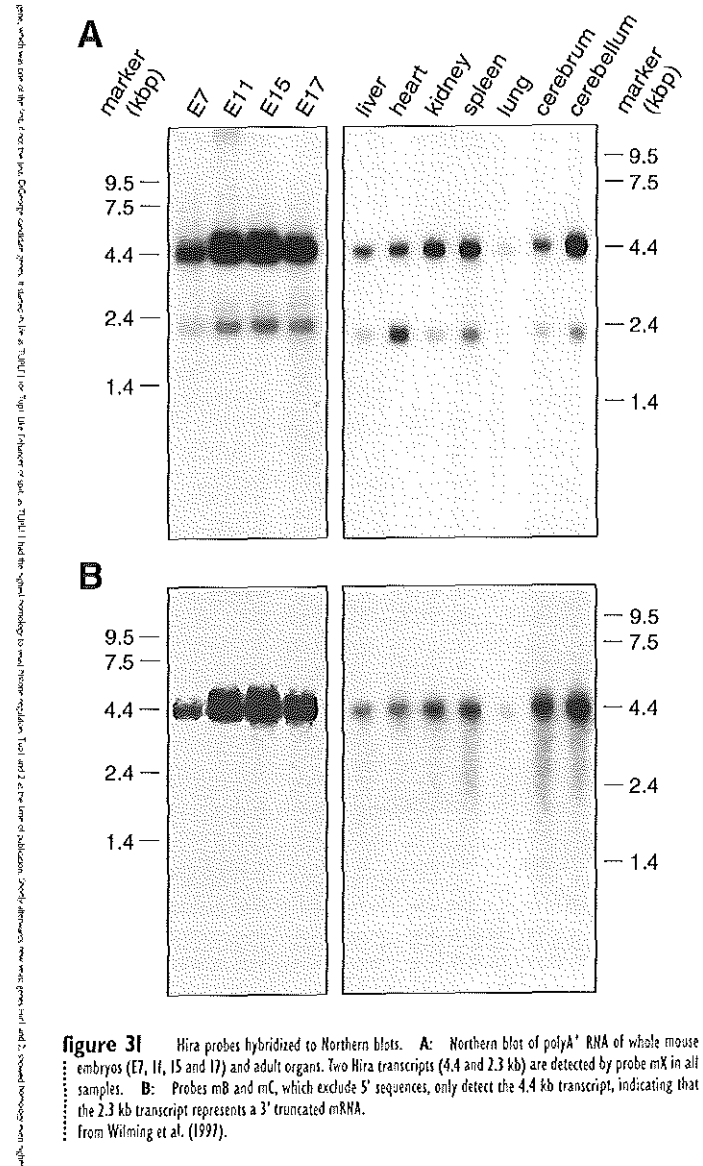 A
marker (kbp) E7 E11 E15 E17 liver heart kidney spleen lung cerebrum cerebellum marker (kbp)
9.5
7.5
4.4
2.4
1.4
9.5
7.5
4.4
2.4
1.4
B
9.5
7.5
4.4
2.4
1.4
9.5
7.5
4.4
2.4
1.4
figure 3I Hira probes hybridized to Northern blots. A: Northern blot of polyA⁺ RNA of whole mouse
embryos (E7, 11, 15 and 17) and adult organs. Two Hira transcripts (4.4 and 2.3 kb) are detected by probe mX in all
samples. B: Probes mB and mC, which exclude 5' sequences, only detect the 4.4 kb transcript, indicating that
the 2.3 kb transcript represents a 3' truncated mRNA.
From Wilming et al. (1997).